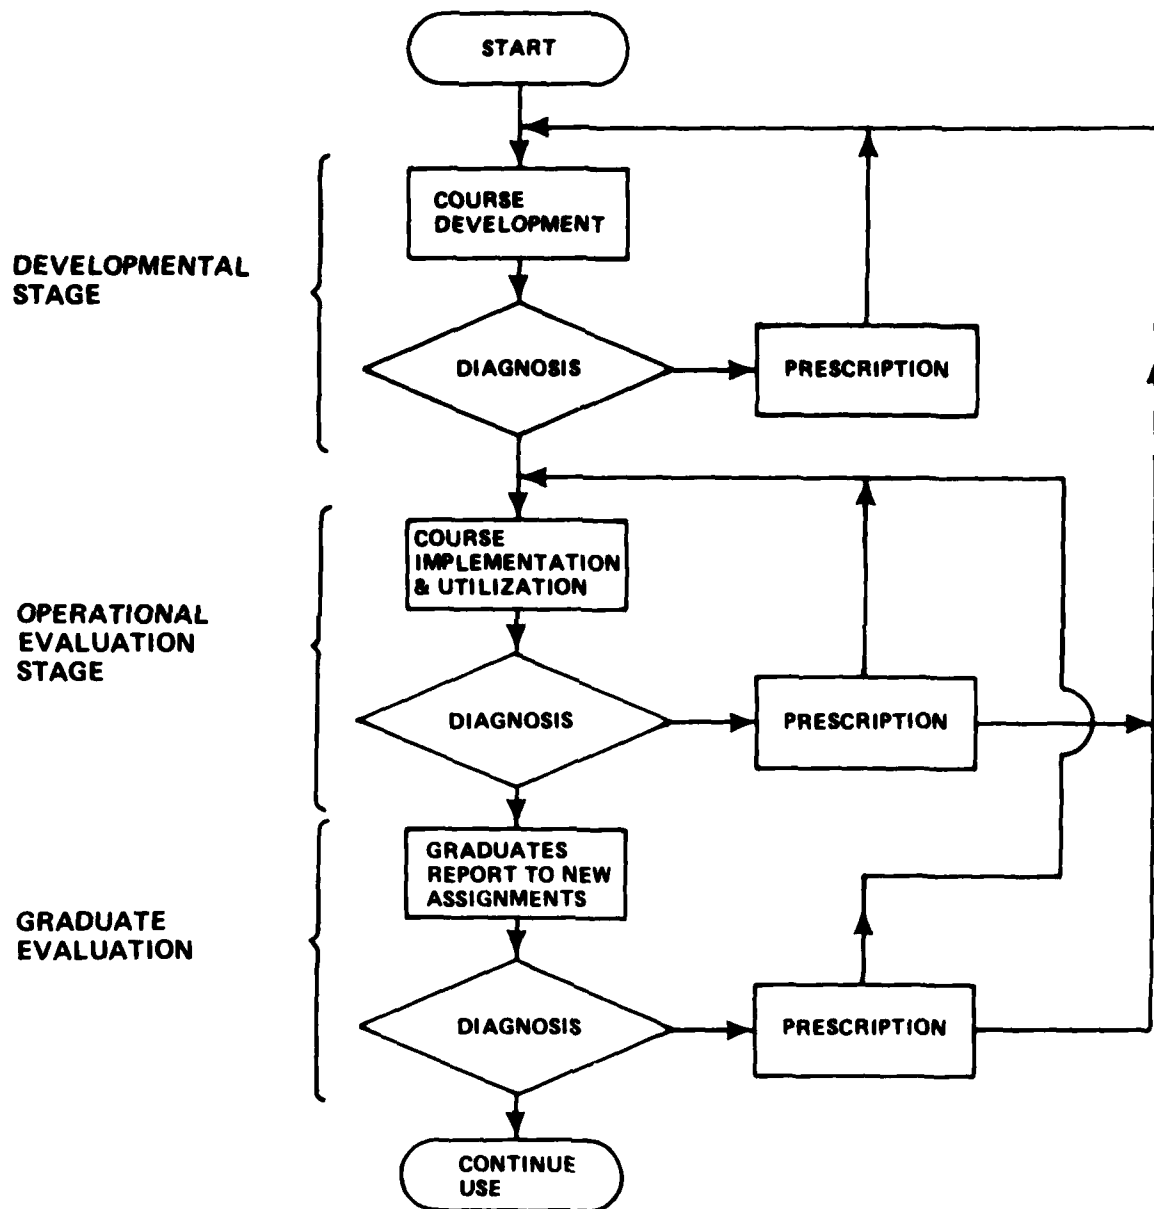 START
COURSE
DEVELOPMENT
DEVELOPMENTAL
STAGE
DIAGNOSIS
PRESCRIPTION
COURSE
IMPLEMENTATION
& UTILIZATION
OPERATIONAL
EVALUATION
STAGE
DIAGNOSIS
PRESCRIPTION
GRADUATES
REPORT TO NEW
ASSIGNMENTS
GRADUATE
EVALUATION
DIAGNOSIS
PRESCRIPTION
CONTINUE
USE